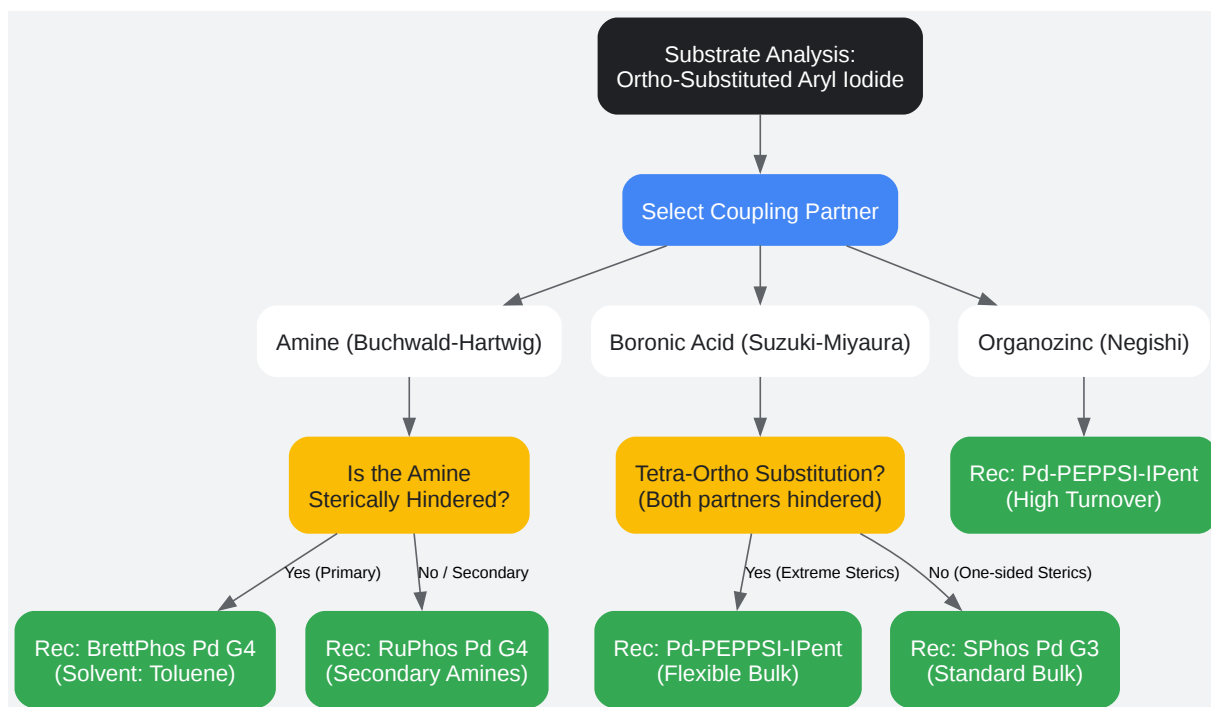 Substrate Analysis:
Ortho-Substituted Aryl Iodide
Select Coupling Partner
Amine (Buchwald-Hartwig)
Boronic Acid (Suzuki-Miyaura)
Organozinc (Negishi)
Is the Amine
Sterically Hindered?
Tetra-Ortho Substitution?
(Both partners hindered)
Rec: Pd-PEPPSI-IPent
(High Turnover)
Yes (Primary)
No / Secondary
Yes (Extreme Sterics)
No (One-sided Sterics)
Rec: BrettPhos Pd G4
(Solvent: Toluene)
Rec: RuPhos Pd G4
(Secondary Amines)
Rec: Pd-PEPPSI-IPent
(Flexible Bulk)
Rec: SPhos Pd G3
(Standard Bulk)